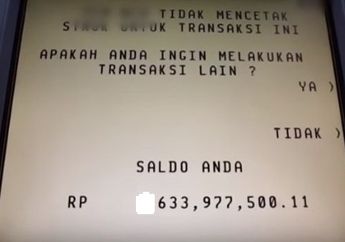 TIDAK MENCETAK
STRUK UNTUK TRANSAKSI INI
APAKAH ANDA INGIN MELAKUKAN
TRANSAKSI LAIN ?
YA >
TIDAK >
SALDO ANDA
RP 633,977,500.11